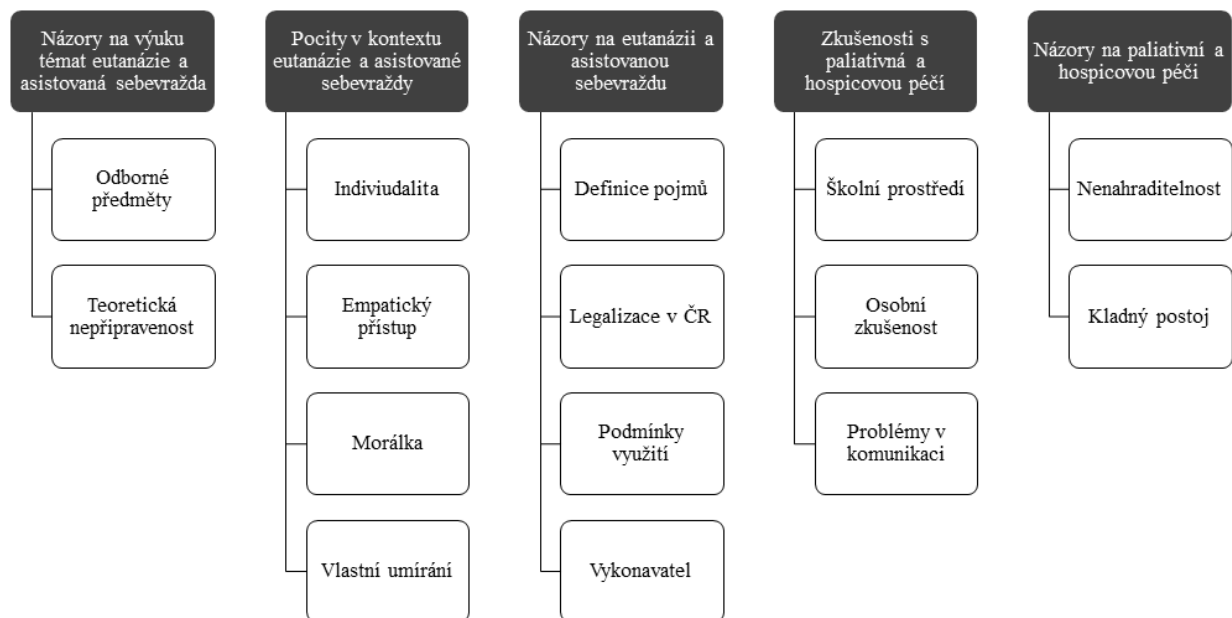 Názory na výuku
témat eutanázie a
asistovaná sebevražda
Odborné
předměty
Teoretická
nepřipravenost
Pocity v kontextu
eutanázie a asistované
sebevraždy
Indiviudalita
Empatický
přístup
Morálka
Vlastní umírání
Názory na eutanázii a
asistovanou
sebevraždu
Definice pojmů
Legalizace v ČR
Podmínky
využití
Vykonavatel
Zkušenosti s
paliativná a
hospicovou péčí
Školní prostředí
Osobní
zkušenost
Problémy v
komunikaci
Názory na paliativní a
hospicovou péči
Nenahraditelnost
Kladný postoj